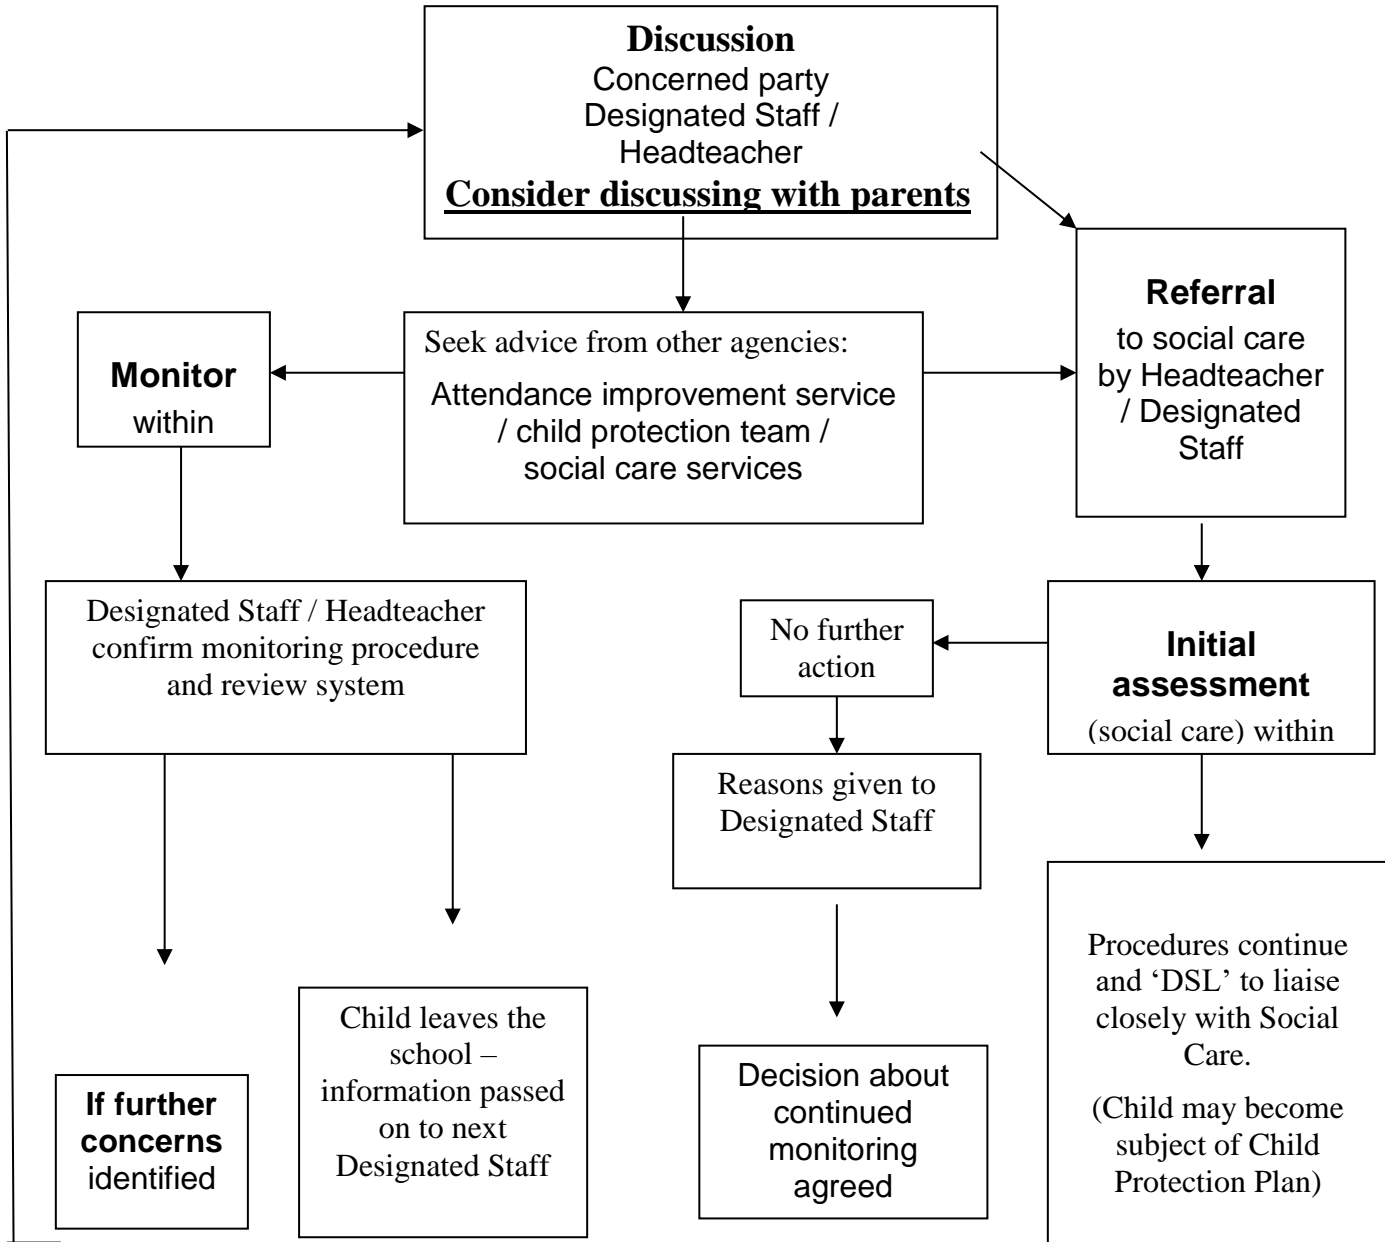 Discussion
Concerned party
Designated Staff /
Headteacher
Consider discussing with parents
Referral
to social care
by Headteacher
/ Designated
Staff
Seek advice from other agencies:
Attendance improvement service
/ child protection team /
social care services
Monitor
within
Designated Staff / Headteacher
confirm monitoring procedure
and review system
No further
action
Initial
assessment
(social care) within
Reasons given to
Designated Staff
Procedures continue
and ‘DSL’ to liaise
closely with Social
Care.
(Child may become
subject of Child
Protection Plan)
Child leaves the
school –
information passed
on to next
Designated Staff
If further
concerns
identified
Decision about
continued
monitoring
agreed